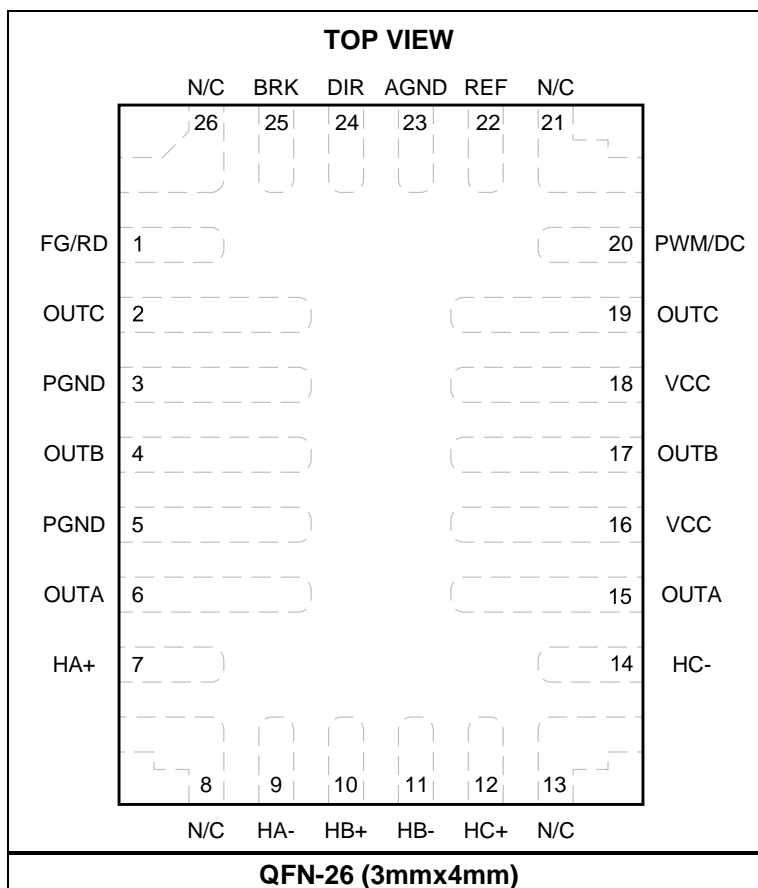 TOP VIEW
N/C BRK DIR AGND REF N/C
26 25 24 23 22 21
FG/RD 1 20 PWM/DC
OUTC 2 19 OUTC
PGND 3 18 VCC
OUTB 4 17 OUTB
PGND 5 16 VCC
OUTA 6 15 OUTA
HA+ 7 14 HC-
8 9 10 11 12 13
N/C HA- HB+ HB- HC+ N/C
QFN-26 (3mmx4mm)